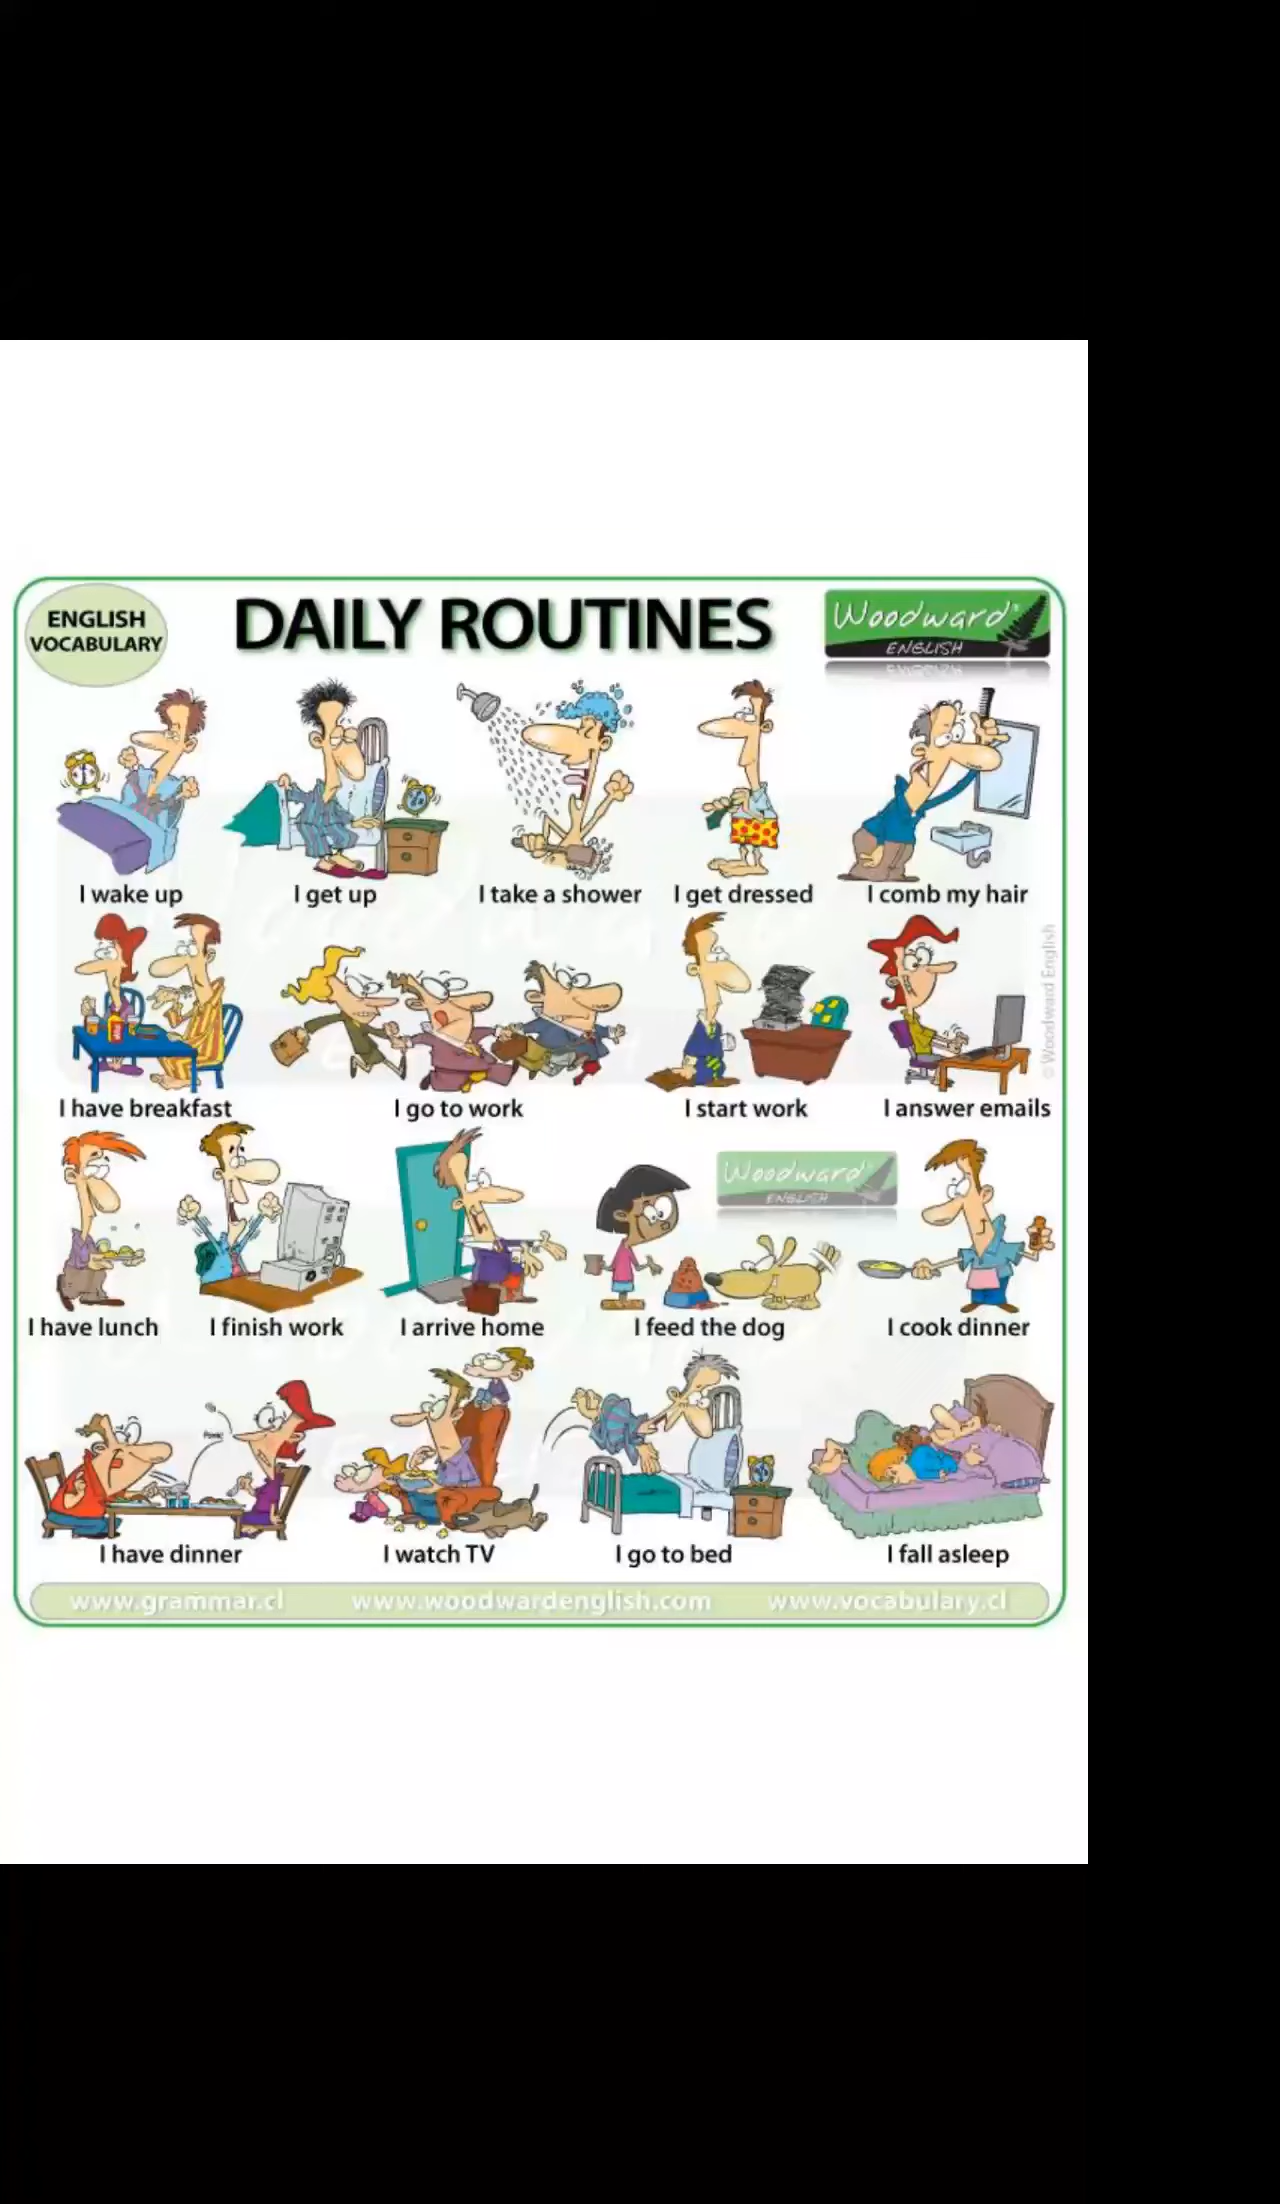 ENGLISH
VOCABULARY
DAILY ROUTINES
Woodward®
ENGLISH
I wake up
I get up
I take a shower
I get dressed
I comb my hair
I have breakfast
I go to work
I start work
I answer emails
© Woodward English
I have lunch
I finish work
I arrive home
I feed the dog
Woodward
ENGLISH
I cook dinner
I have dinner
I watch TV
I go to bed
I fall asleep
www.grammar.cl www.woodwardenglish.com www.vocabulary.cl